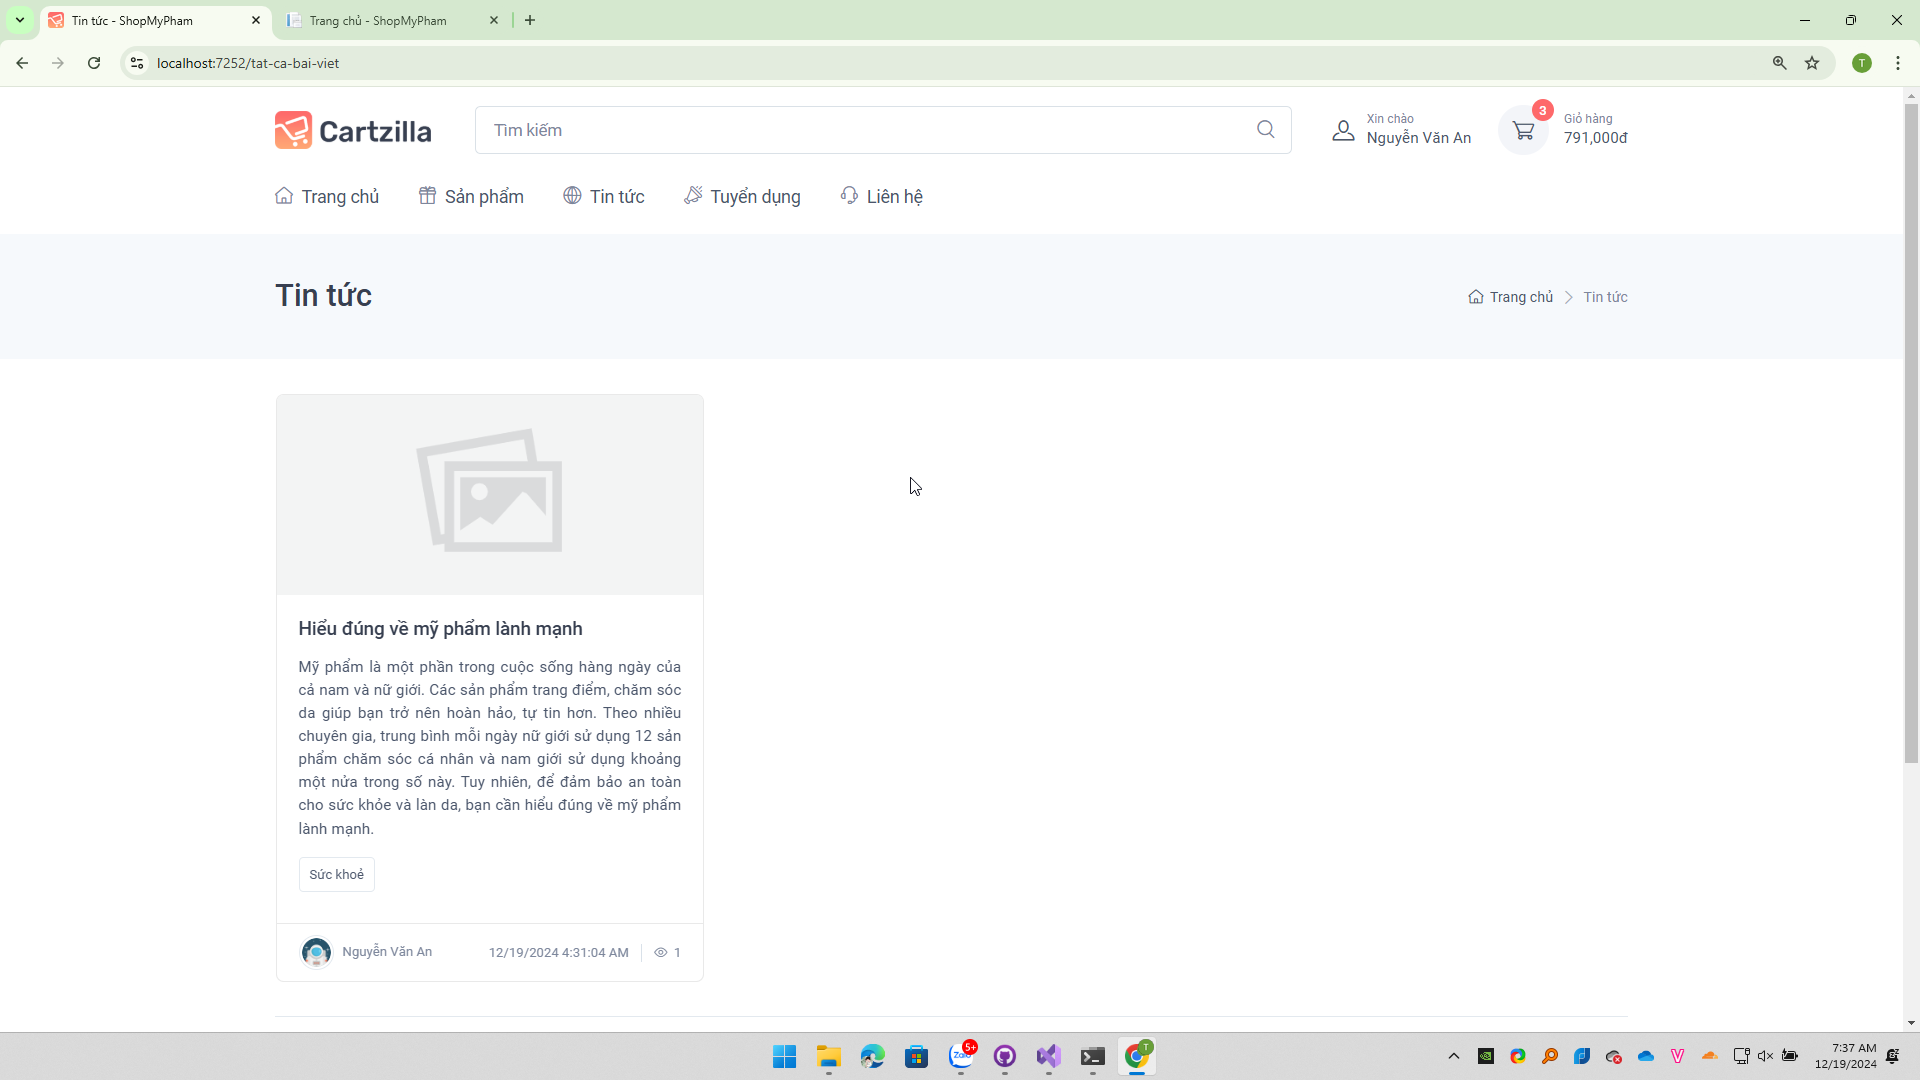 Tin tức - ShopMyPham
Trang chủ - ShopMyPham
localhost:7252/tat-ca-bai-viet
T
Cartzilla
Tìm kiếm
Xin chào
Nguyễn Văn An
3
Giỏ hàng
791,000đ
Trang chủ
Sản phẩm
Tin tức
Tuyển dụng
Liên hệ
Tin tức
Trang chủ
Tin tức
Hiểu đúng về mỹ phẩm lành mạnh
Mỹ phẩm là một phần trong cuộc sống hàng ngày của
cả nam và nữ giới. Các sản phẩm trang điểm, chăm sóc
da giúp bạn trở nên hoàn hảo, tự tin hơn. Theo nhiều
chuyên gia, trung bình mỗi ngày nữ giới sử dụng 12 sản
phẩm chăm sóc cá nhân và nam giới sử dụng khoảng
một nửa trong số này. Tuy nhiên, để đảm bảo an toàn
cho sức khỏe và làn da, bạn cần hiểu đúng về mỹ phẩm
lành mạnh.
Sức khoẻ
Nguyễn Văn An
12/19/2024 4:31:04 AM
1
Zalo
5+
T
7:37 AM
12/19/2024